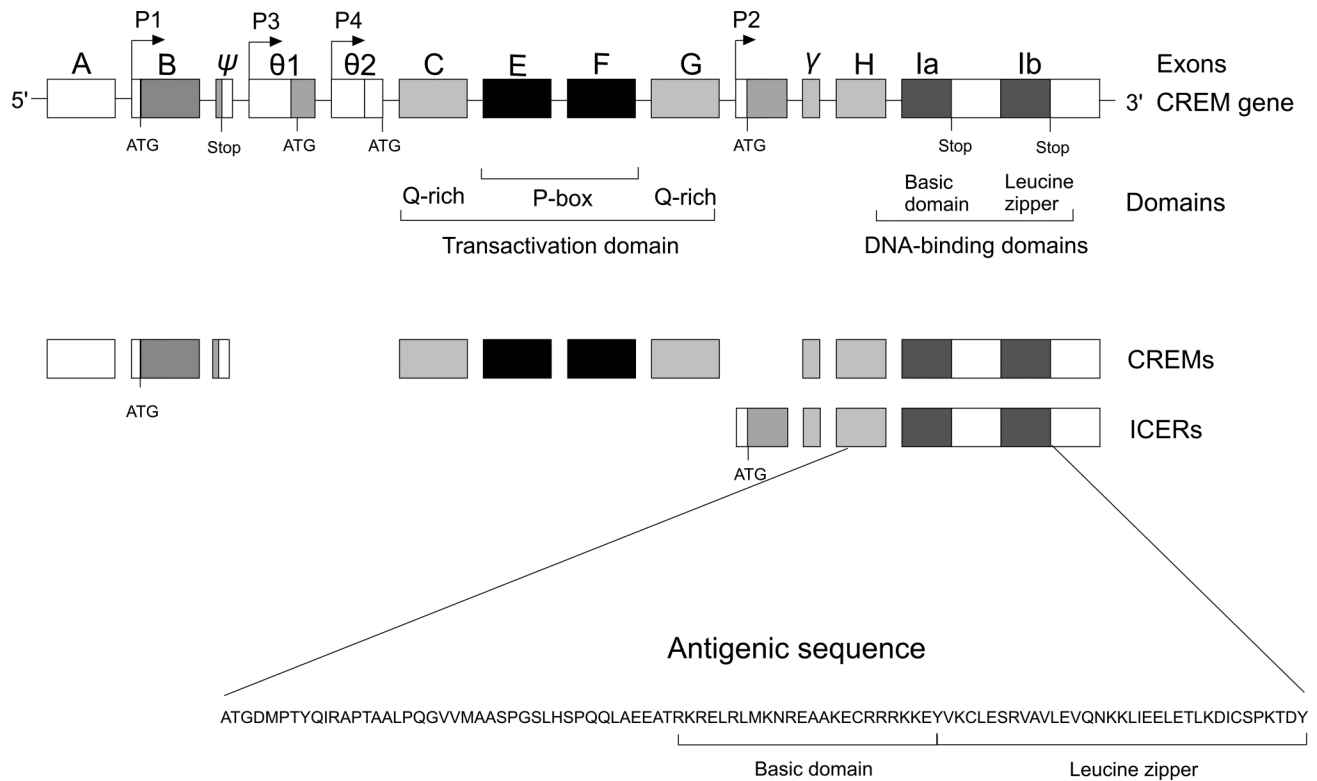 P1 P3 P4 P2
A B ψ θ1 θ2 C E F G γ H Ia Ib Exons
5' 3' CREM gene
ATG Stop ATG ATG ATG Stop Stop
Q-rich P-box Q-rich Basic domain Leucine zipper Domains
Transactivation domain DNA-binding domains
CREMs
ATG
ICERs
ATG
Antigenic sequence
ATGDMPTYQIRAPTAALPQGVVMAASPGSLHSPQQLAEEATRKRELRLMKNREAAKECRRRKKEYVKCLESRVAVLEVQNKKLIEELETLKDICSPKTDY
Basic domain Leucine zipper